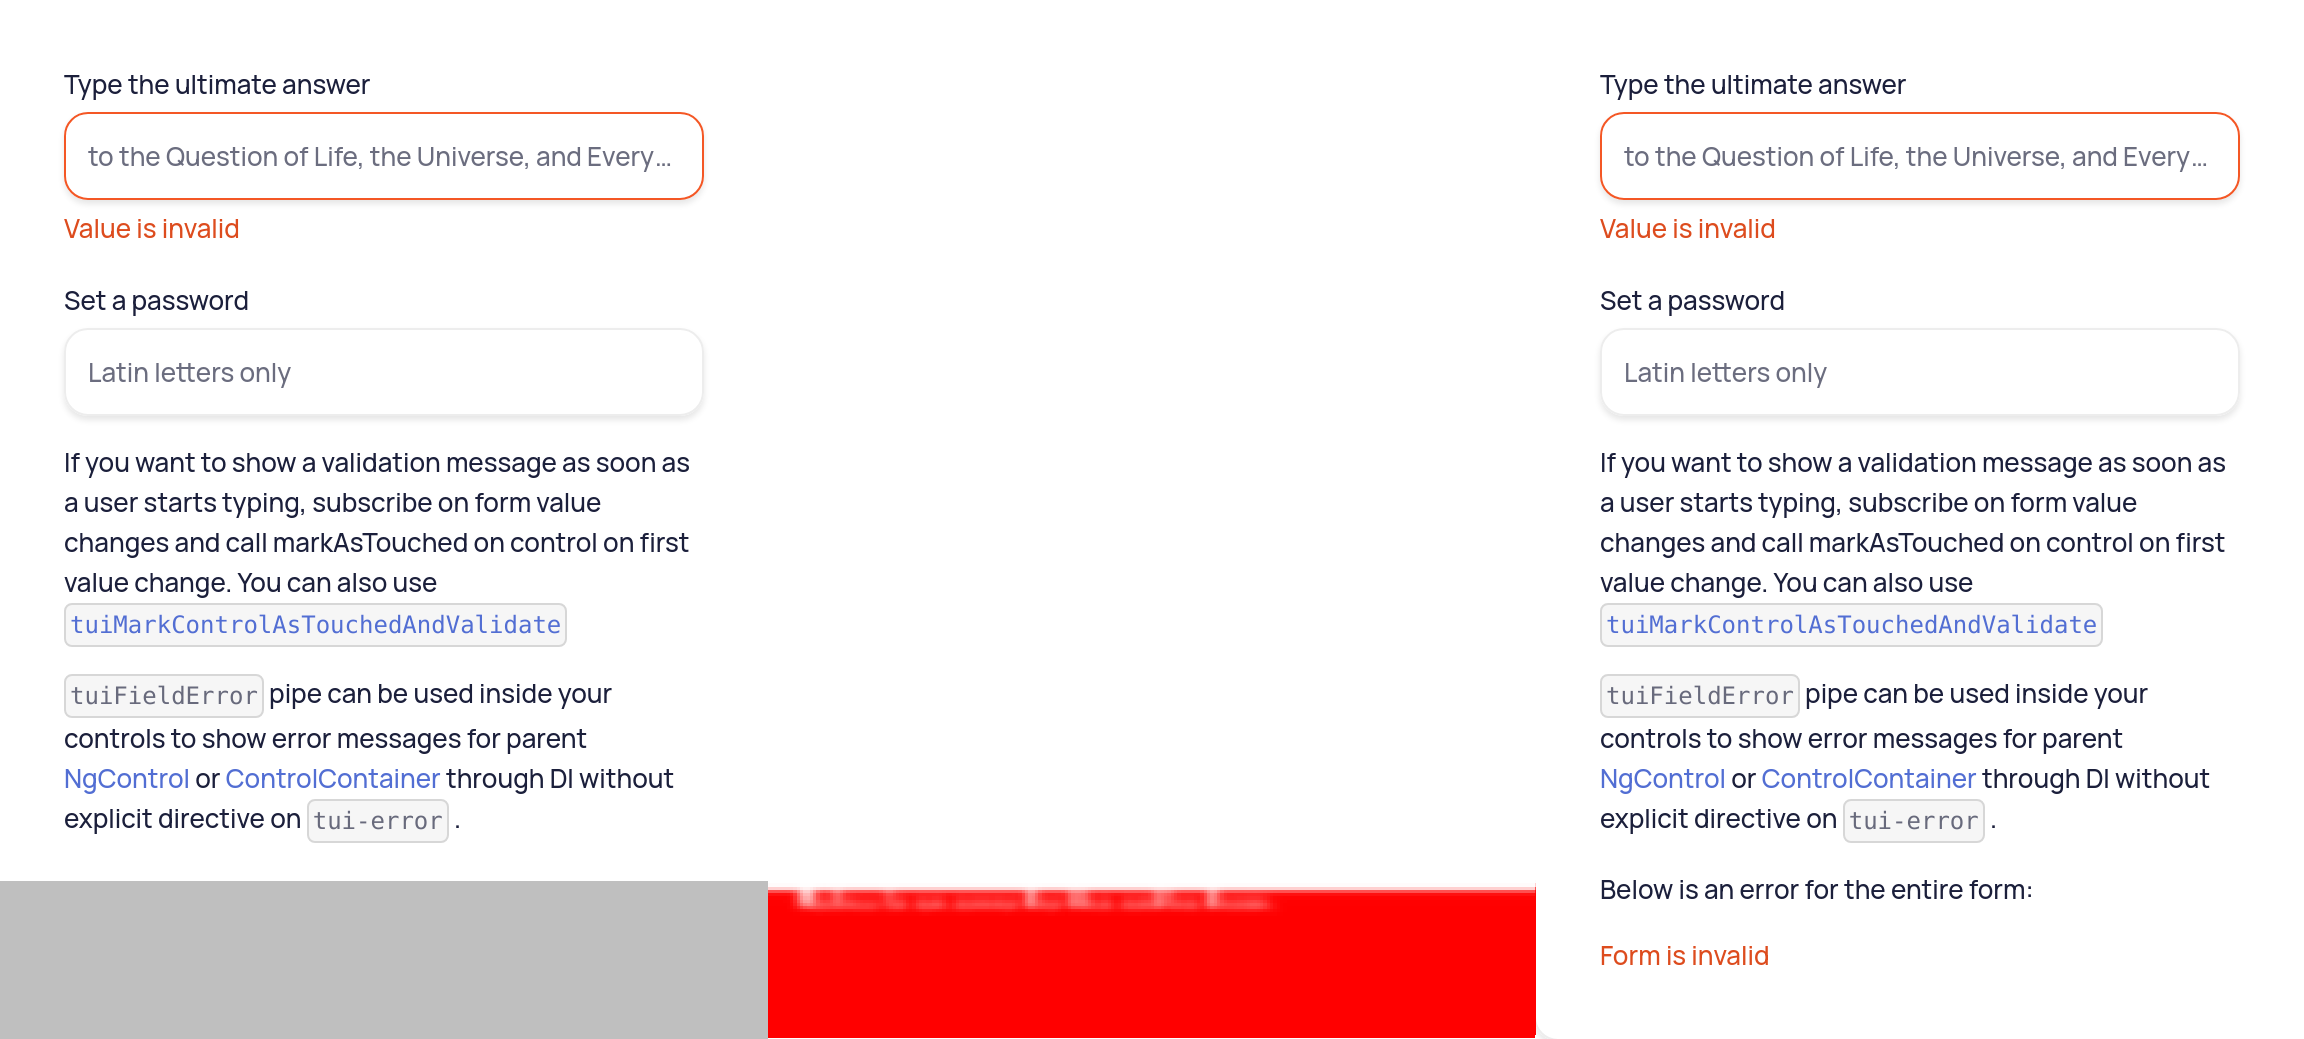 Type the ultimate answer
to the Question of Life, the Universe, and Every...
Value is invalid
Set a password
Latin letters only
If you want to show a validation message as soon as
a user starts typing, subscribe on form value
changes and call markAsTouched on control on first
value change. You can also use
tuiMarkControlAsTouchedAndValidate
tuiFieldError pipe can be used inside your
controls to show error messages for parent
NgControl or ControlContainer through DI without
explicit directive on tui-error .
Type the ultimate answer
to the Question of Life, the Universe, and Every...
Value is invalid
Set a password
Latin letters only
If you want to show a validation message as soon as
a user starts typing, subscribe on form value
changes and call markAsTouched on control on first
value change. You can also use
tuiMarkControlAsTouchedAndValidate
tuiFieldError pipe can be used inside your
controls to show error messages for parent
NgControl or ControlContainer through DI without
explicit directive on tui-error .
Below is an error for the entire form:
Form is invalid